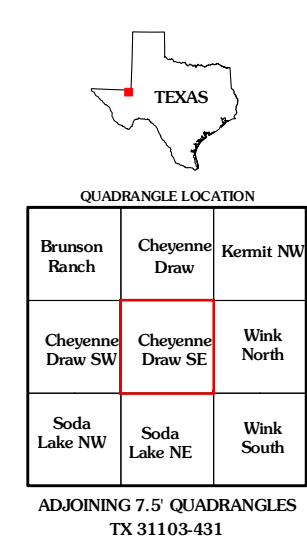 TEXAS
QUADRANGLE LOCATION
Brunson
Ranch
Cheyenne
Draw
Kermit NW
Cheyenne
Draw SW
Cheyenne
Draw SE
Wink
North
Soda
Lake NW
Soda
Lake NE
Wink
South
ADJOINING 7.5' QUADRANGLES
TX 31103-431